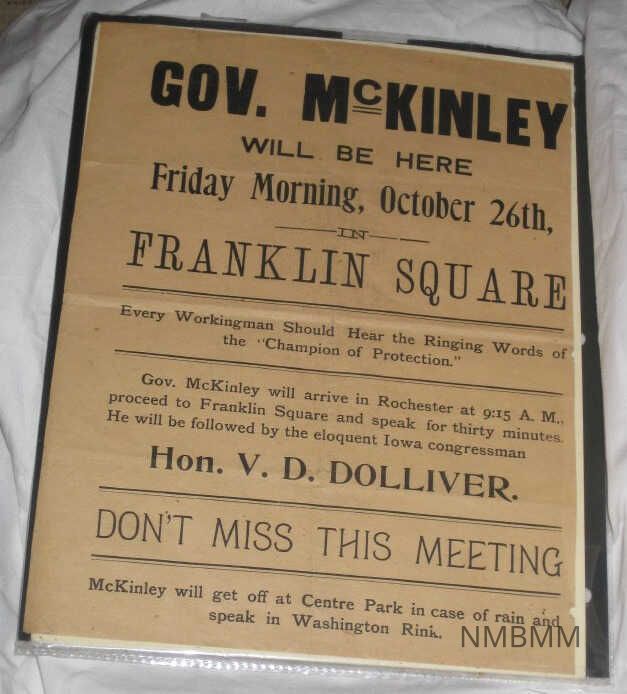 GOV. McKINLEY
WILL BE HERE
Friday Morning, October 26th,
IN
FRANKLIN SQUARE
Every Workingman Should Hear the Ringing Words of
the "Champion of Protection."
Gov. McKinley will arrive in Rochester at 9:15 A. M.,
proceed to Franklin Square and speak for thirty minutes.
He will be followed by the eloquent Iowa congressman
Hon. V. D. DOLLIVER.
DON'T MISS THIS MEETING
McKinley will get off at Centre Park in case of rain and
speak in Washington Rink.
NMBMM